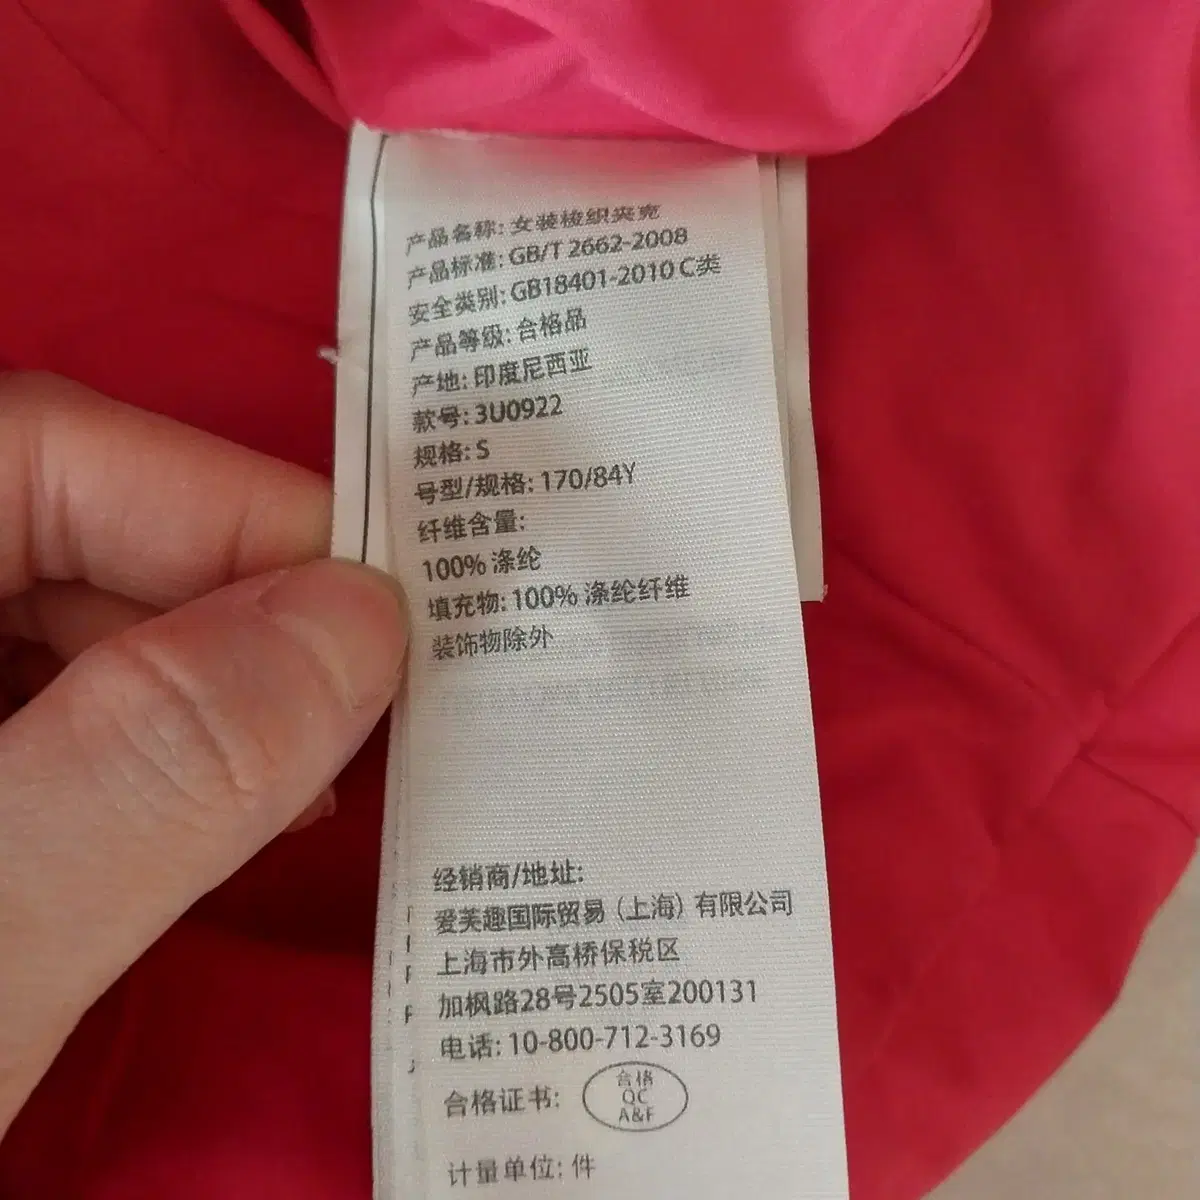 产品名称: 女装梭织夹克
产品标准: GB/T 2662-2008
安全类别: GB18401-2010 C类
产品等级: 合格品
产地: 印度尼西亚
款号: 3U0922
规格: S
号型/规格: 170/84Y
纤维含量:
100% 涤纶
填充物: 100% 涤纶纤维
装饰物除外
经销商/地址:
爱芙趣国际贸易 (上海) 有限公司
上海市外高桥保税区
加枫路28号2505室200131
电话: 10-800-712-3169
合格证书:
合格
QC
A&F
计量单位: 件